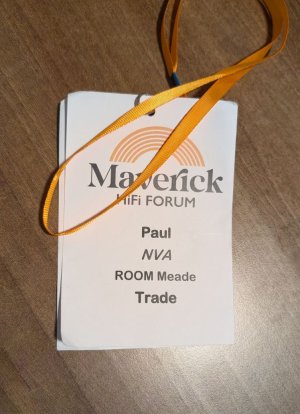 Maverick
HiFi FORUM
Paul
NVA
ROOM Meade
Trade